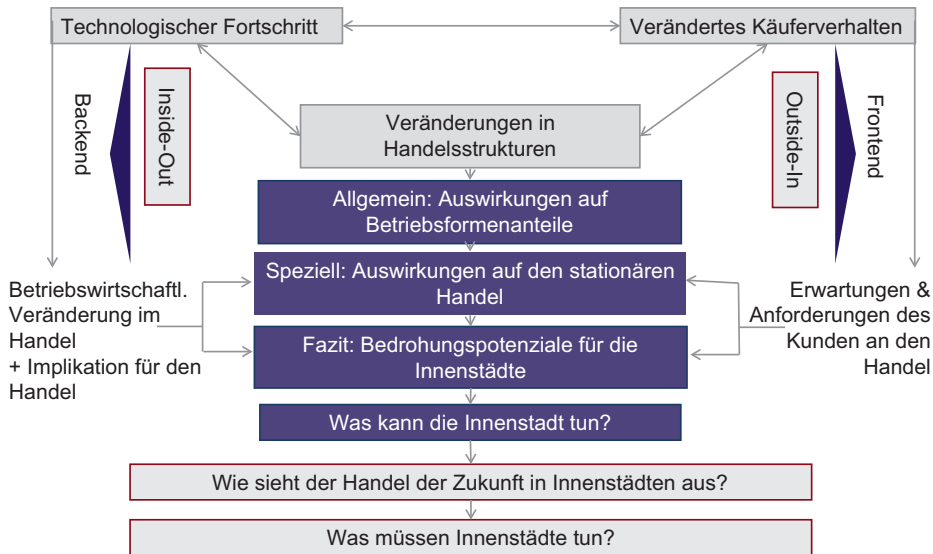 Technologischer Fortschritt
Verändertes Käuferverhalten
Backend
Inside-Out
Veränderungen in
Handelsstrukturen
Outside-In
Frontend
Allgemein: Auswirkungen auf
Betriebsformenanteile
Speziell: Auswirkungen auf den stationären
Handel
Betriebswirtschaftl.
Veränderung im
Handel
+ Implikation für den
Handel
Erwartungen &
Anforderungen des
Kunden an den
Handel
Fazit: Bedrohungspotenziale für die
Innenstädte
Was kann die Innenstadt tun?
Wie sieht der Handel der Zukunft in Innenstädten aus?
Was müssen Innenstädte tun?